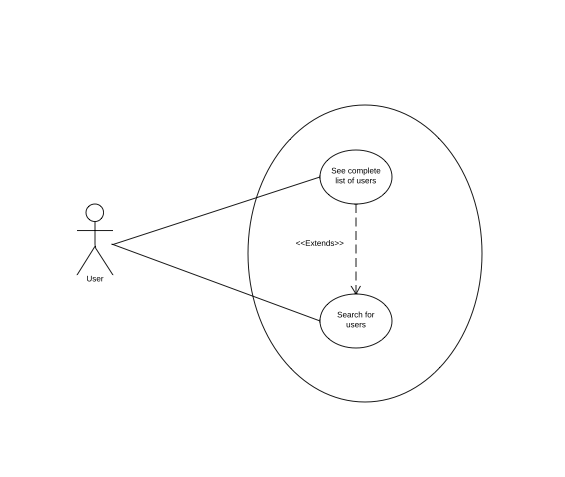 See complete
list of users
<<Extends>>
User
Search for
users